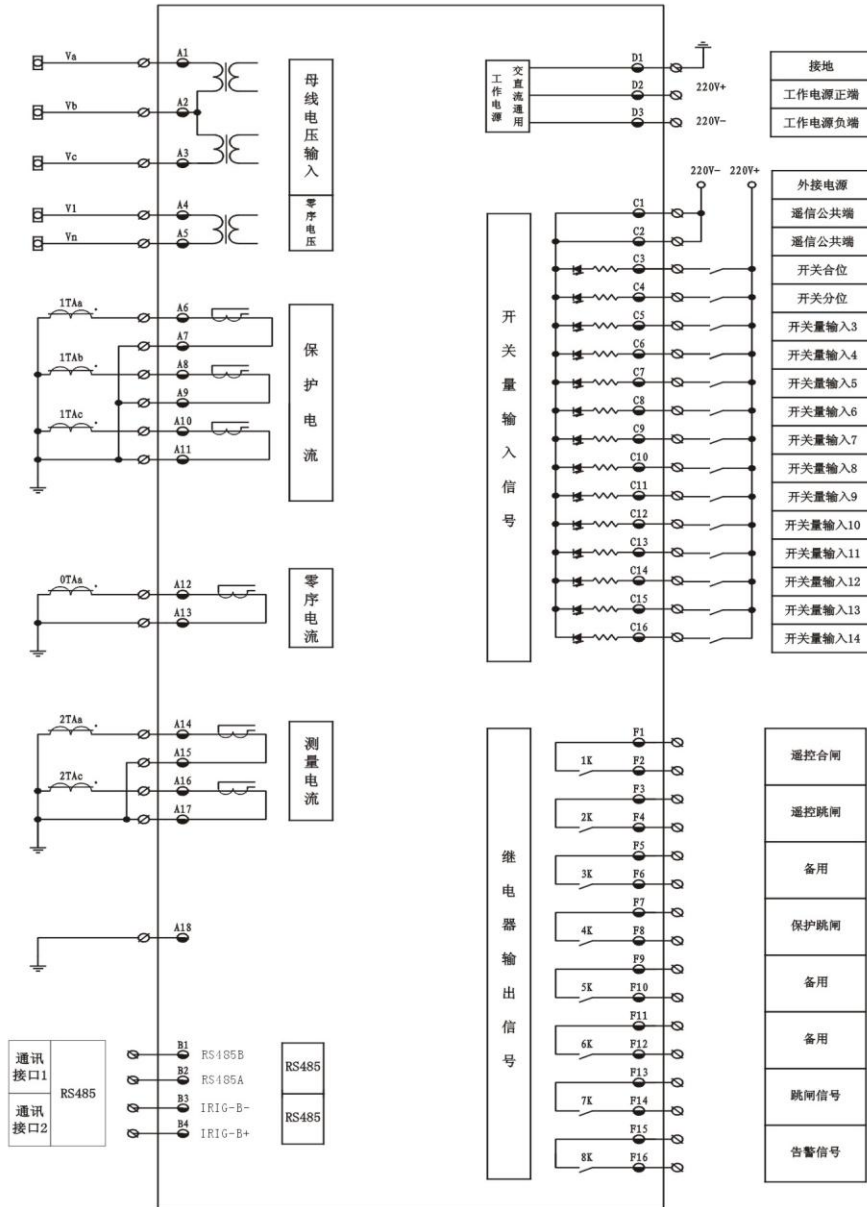 Va
A1
Vb
A2
Vc
A3
V1
A4
Vn
A5
母线电压输入
零序电压
1TAa
A6
A7
1TAb
A8
A9
1TAc
A10
A11
保护电流
0TAa
A12
A13
零序电流
2TAa
A14
A15
2TAc
A16
A17
测量电流
A18
通讯接口1
通讯接口2
RS485
B1 RS485B
B2 RS485A
B3 IRIG-B-
B4 IRIG-B+
RS485
RS485
工作电源
交直流通用
D1
D2 220V+
D3 220V-
接地
工作电源正端
工作电源负端
220V- 220V+
外接电源
开关量输入信号
C1 遥信公共端
C2 遥信公共端
C3 开关合位
C4 开关分位
C5 开关量输入3
C6 开关量输入4
C7 开关量输入5
C8 开关量输入6
C9 开关量输入7
C10 开关量输入8
C11 开关量输入9
C12 开关量输入10
C13 开关量输入11
C14 开关量输入12
C15 开关量输入13
C16 开关量输入14
继电器输出信号
F1
1K F2
遥控合闸
F3
2K F4
遥控跳闸
F5
3K F6
备用
F7
4K F8
保护跳闸
F9
5K F10
备用
F11
6K F12
备用
F13
7K F14
跳闸信号
F15
8K F16
告警信号